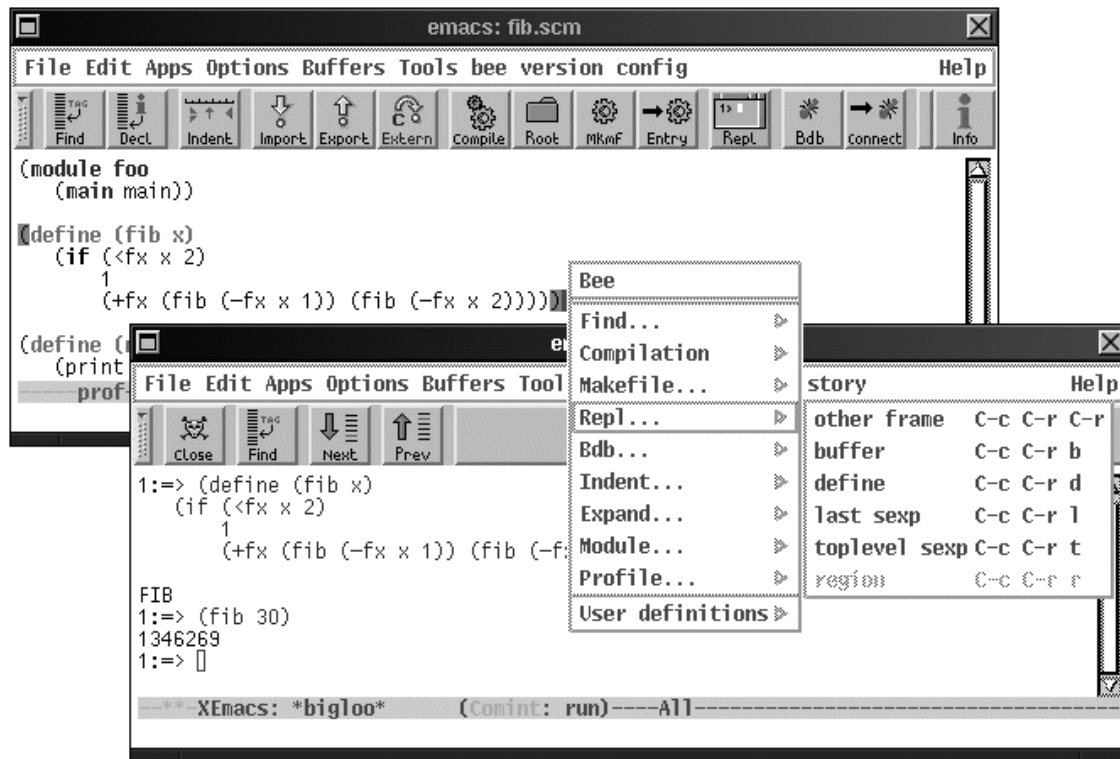 emacs: fib.scm
File Edit Apps Options Buffers Tools bee version config Help
TAG
Find Decl Indent Import Export Extern Compile Root MKmf Entry Repl Bdb connect Info
(module foo
(main main))
(define (fib x)
(if (<fx x 2)
1
(+fx (fib (-fx x 1)) (fib (-fx x 2)))))
(define (
(print
-----prof-
File Edit Apps Options Buffers Tool story Help
TAG
Close Find Next Prev
1:=> (define (fib x)
(if (<fx x 2)
1
(+fx (fib (-fx x 1)) (fib (-f
FIB
1:=> (fib 30)
1346269
1:=>
--**-XEmacs: *bigloo* (Comint: run)----All----
Bee
Find...
Compilation
Makefile...
Repl...
Bdb...
Indent...
Expand...
Module...
Profile...
User definitions
other frame C-c C-r C-r
buffer C-c C-r b
define C-c C-r d
last sexp C-c C-r l
toplevel sexp C-c C-r t
region C-c C-r r